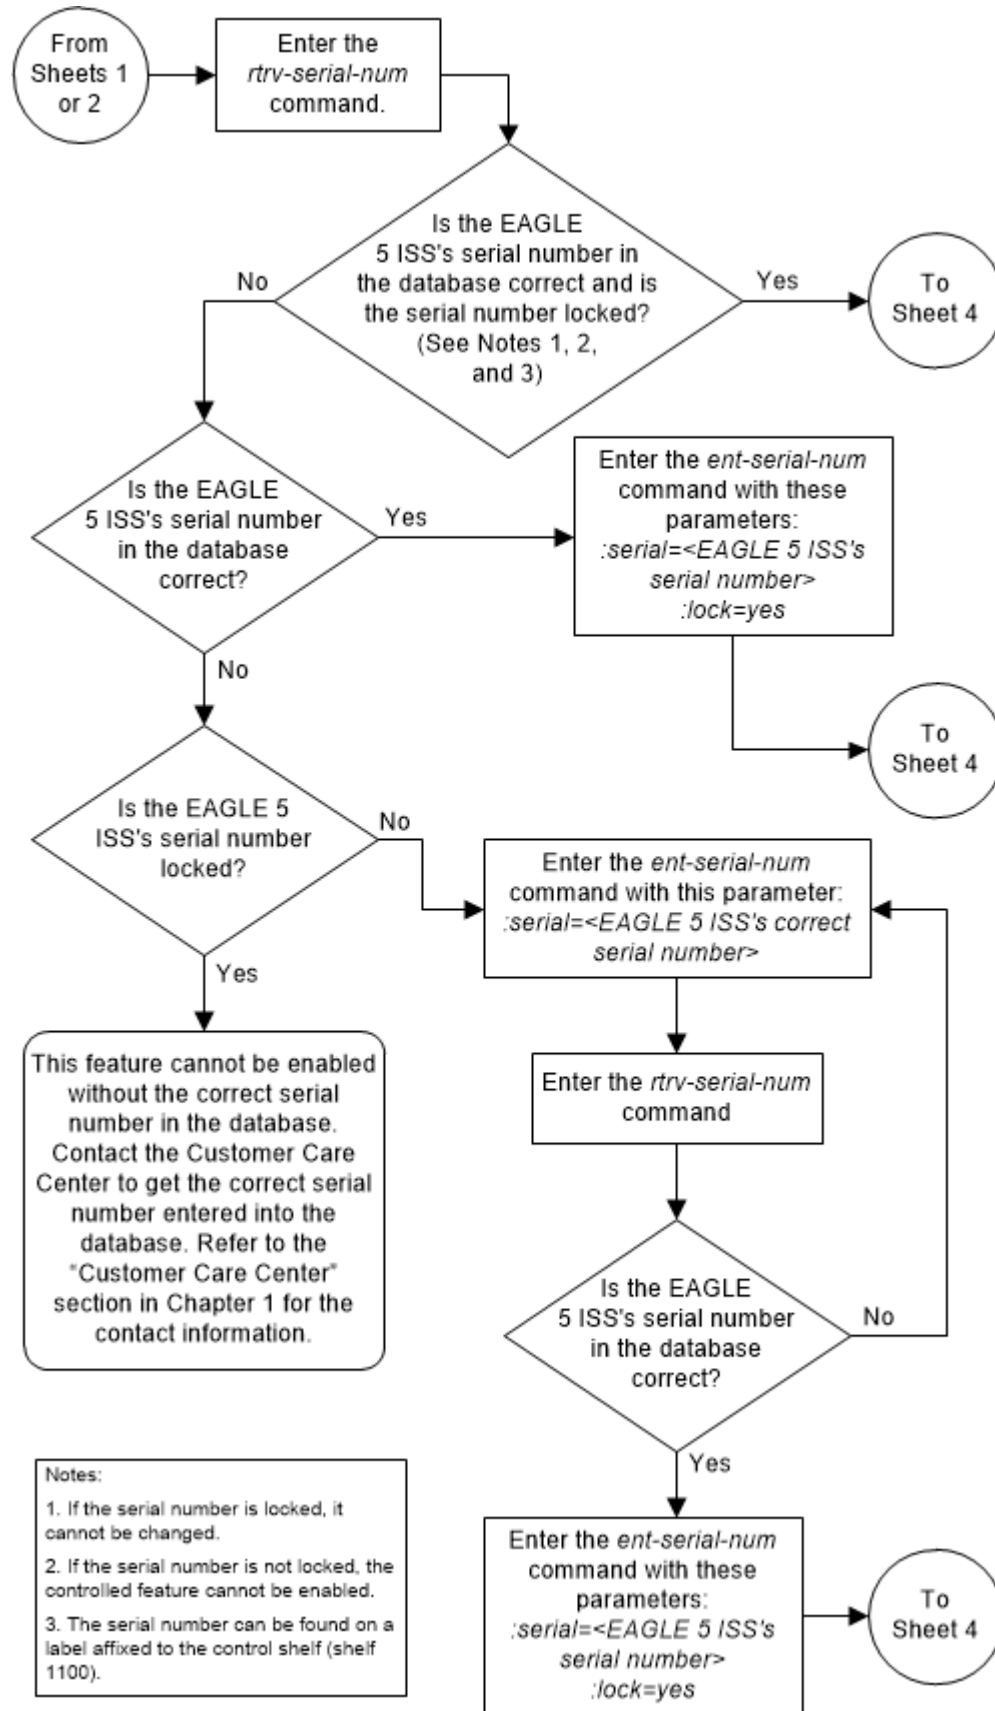 From
Sheets 1
or 2
Enter the
rtrv-serial-num
command.
Is the EAGLE
5 ISS's serial number in
the database correct and is
the serial number locked?
(See Notes 1, 2,
and 3)
No
Yes
To
Sheet 4
Is the EAGLE
5 ISS's serial number
in the database
correct?
Yes
Enter the ent-serial-num
command with these
parameters:
:serial=<EAGLE 5 ISS's
serial number>
:lock=yes
No
To
Sheet 4
Is the EAGLE 5
ISS's serial number
locked?
No
Enter the ent-serial-num
command with this parameter:
:serial=<EAGLE 5 ISS's correct
serial number>
Yes
This feature cannot be enabled
without the correct serial
number in the database.
Contact the Customer Care
Center to get the correct serial
number entered into the
database. Refer to the
"Customer Care Center"
section in Chapter 1 for the
contact information.
Enter the rtrv-serial-num
command
Is the EAGLE
5 ISS's serial number
in the database
correct?
No
Yes
Notes:
1. If the serial number is locked, it
cannot be changed.
2. If the serial number is not locked, the
controlled feature cannot be enabled.
3. The serial number can be found on a
label affixed to the control shelf (shelf
1100).
Enter the ent-serial-num
command with these
parameters:
:serial=<EAGLE 5 ISS's
serial number>
:lock=yes
To
Sheet 4